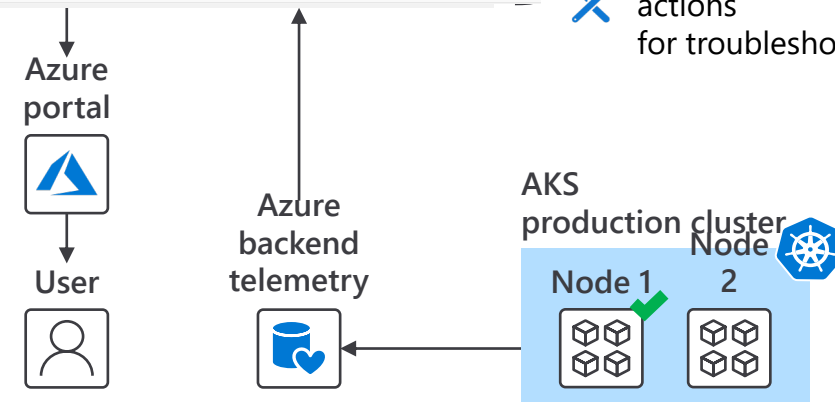 actions
for troublesho
Azure
portal
AKS
production cluster
Azure
backend
telemetry
Node
2
User
Node 1